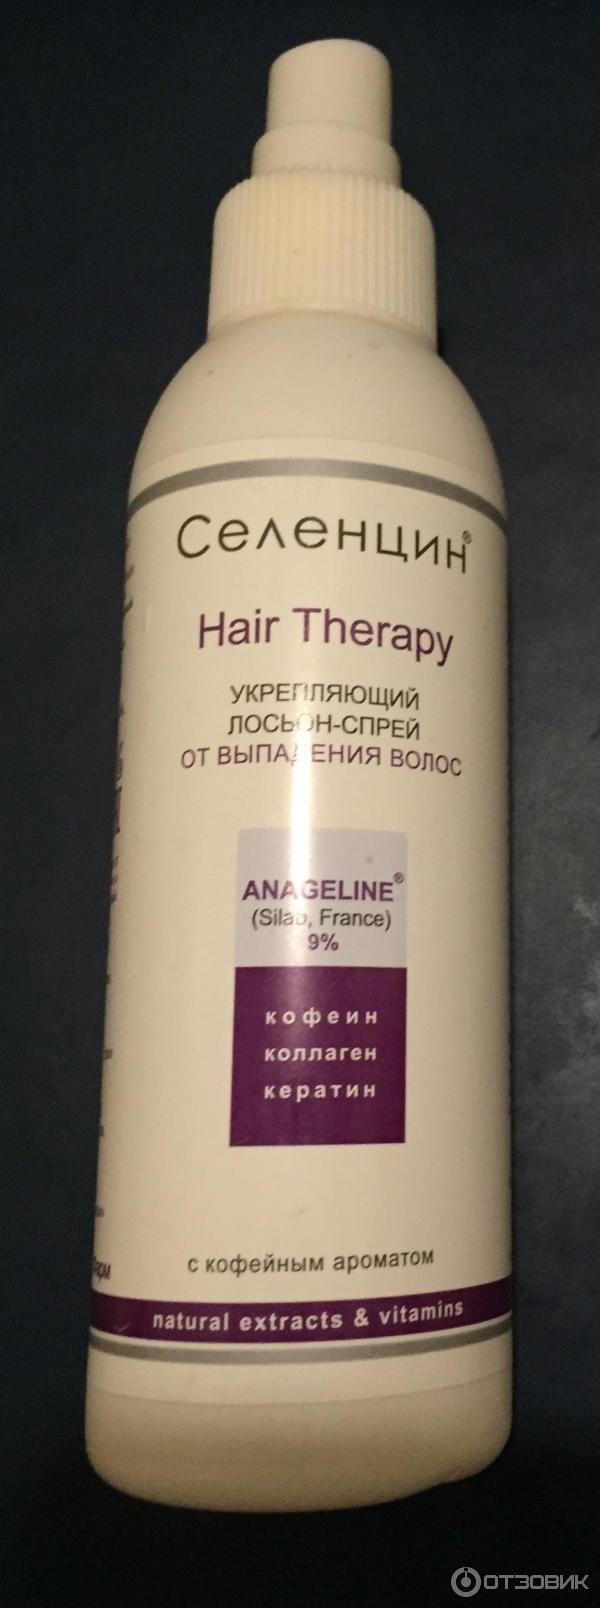 Селенцин®
Hair Therapy
УКРЕПЛЯЮЩИЙ
ЛОСЬОН-СПРЕЙ
ОТ ВЫПАДЕНИЯ ВОЛОС
ANAGELINE®
(Silab, France)
9%
кофеин
коллаген
кератин
с кофейным ароматом
natural extracts & vitamins
ОТЗОВИК